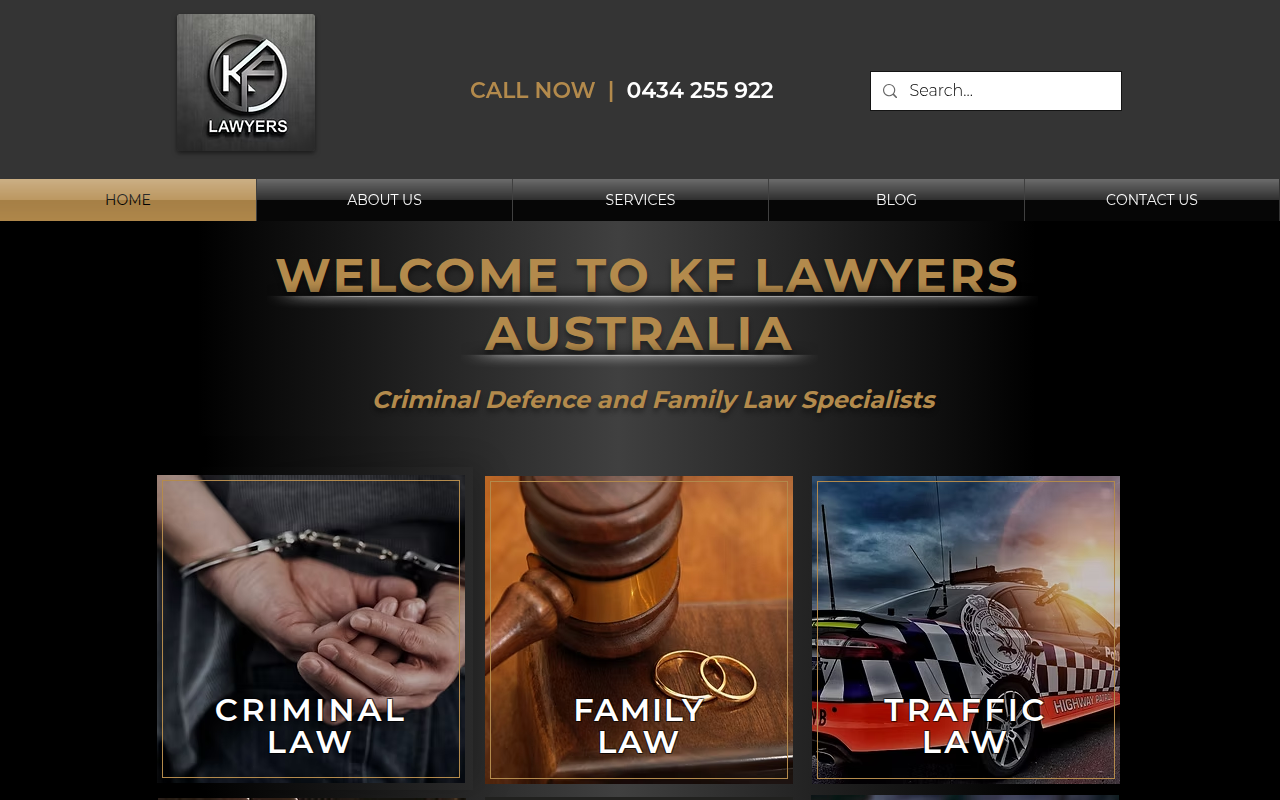 KF
LAWYERS
CALL NOW | 0434 255 922
Search...
HOME
ABOUT US
SERVICES
BLOG
CONTACT US
WELCOME TO KF LAWYERS
AUSTRALIA
Criminal Defence and Family Law Specialists
CRIMINAL
LAW
FAMILY
LAW
TRAFFIC
LAW
POLICE
HIGHWAY PATROL